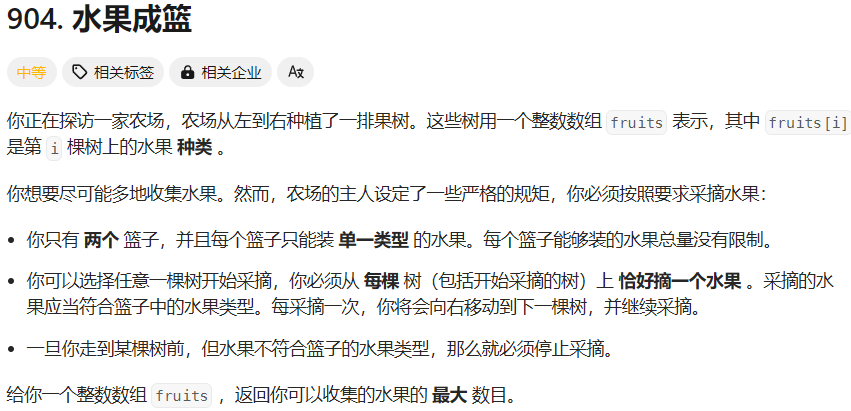 904. 水果成篮
中等 相关标签 相关企业 A文
你正在探访一家农场，农场从左到右种植了一排果树。这些树用一个整数数组 fruits 表示，其中 fruits[i]
是第 i 棵树上的水果 种类 。
你想要尽可能多地收集水果。然而，农场的主人设定了一些严格的规矩，你必须按照要求采摘水果：
• 你只有 两个 篮子，并且每个篮子只能装 单一类型 的水果。每个篮子能够装的水果总量没有限制。
• 你可以选择任意一棵树开始采摘，你必须从 每棵 树（包括开始采摘的树）上 恰好摘一个水果 。采摘的水
果应当符合篮子中的水果类型。每采摘一次，你将会向右移动到下一棵树，并继续采摘。
• 一旦你走到某棵树前，但水果不符合篮子的水果类型，那么就必须停止采摘。
给你一个整数数组 fruits ，返回你可以收集的水果的 最大 数目。